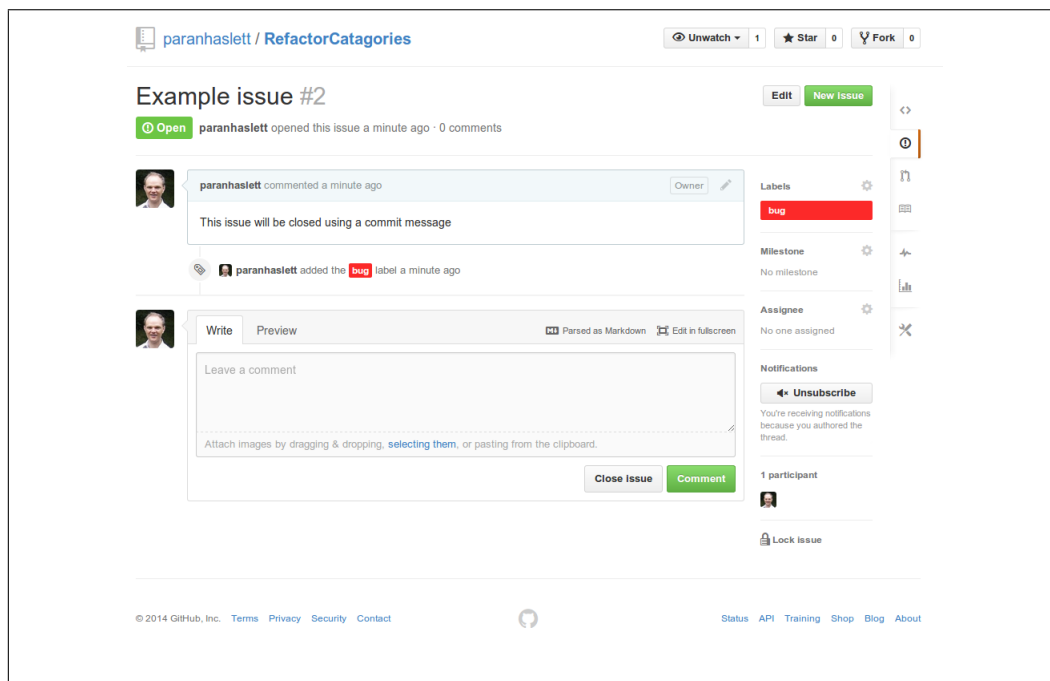 paranhaslett / RefactorCatagories
Unwatch 1 Star 0 Fork 0
Example issue #2
Edit New Issue
Open paranhaslett opened this issue a minute ago · 0 comments
paranhaslett commented a minute ago Owner
This issue will be closed using a commit message
paranhaslett added the bug label a minute ago
Write Preview Parsed as Markdown Edit in fullscreen
Leave a comment
Attach images by dragging & dropping, selecting them, or pasting from the clipboard.
Close Issue Comment
Labels
bug
Milestone
No milestone
Assignee
No one assigned
Notifications
Unsubscribe
You're receiving notifications
because you authored the
thread.
1 participant
Lock issue
© 2014 GitHub, Inc. Terms Privacy Security Contact
Status API Training Shop Blog About